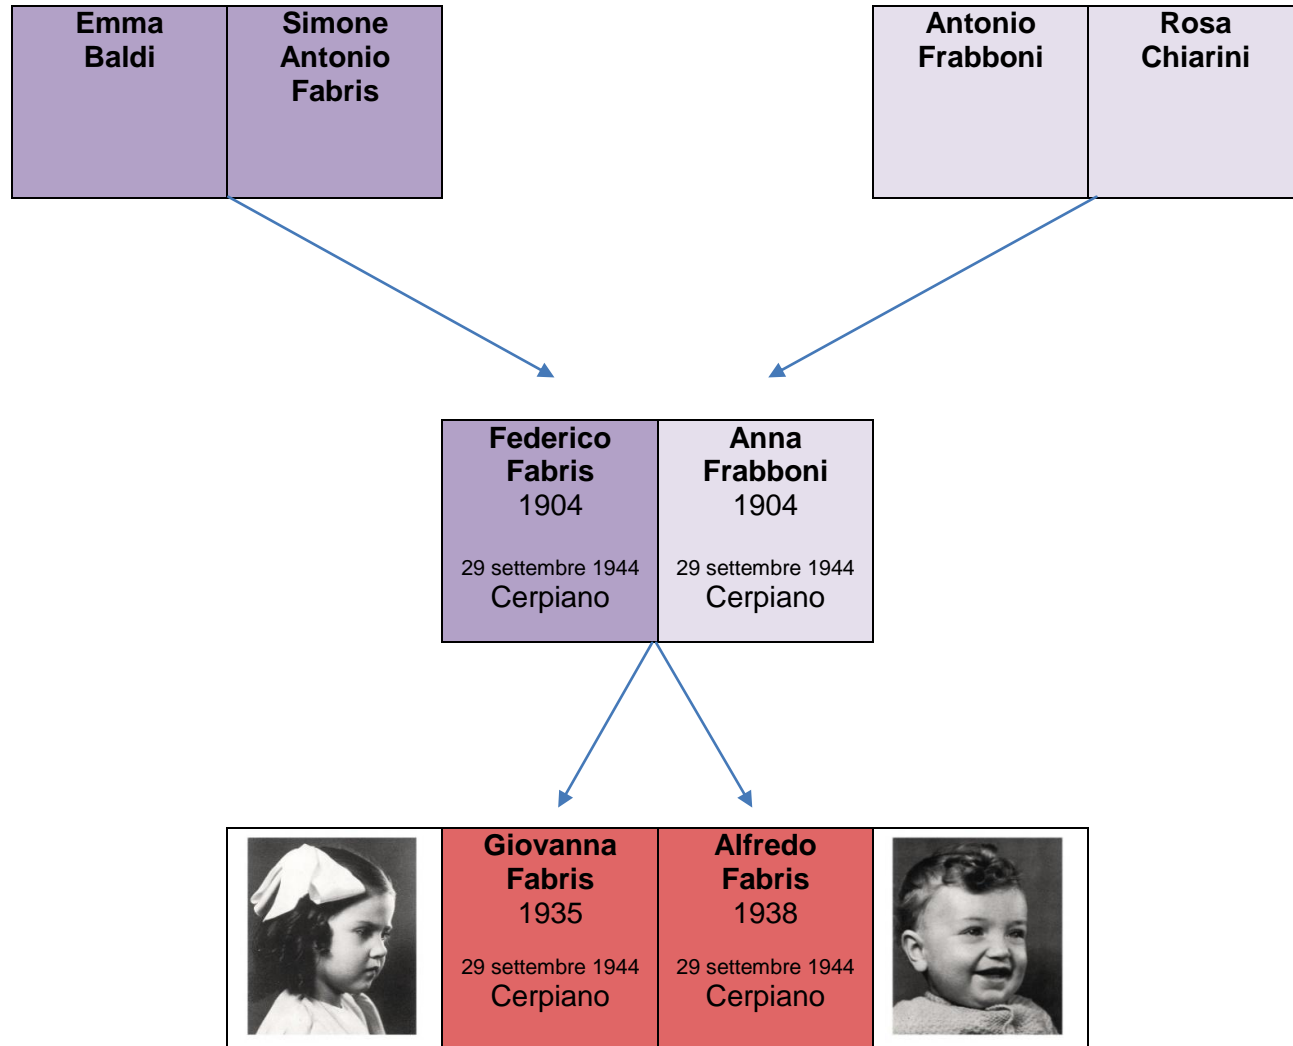 Emma
Baldi
Simone
Antonio
Fabris
Antonio
Frabboni
Rosa
Chiarini
Federico
Fabris
1904
29 settembre 1944
Cerpiano
Anna
Frabboni
1904
29 settembre 1944
Cerpiano
Giovanna
Fabris
1935
29 settembre 1944
Cerpiano
Alfredo
Fabris
1938
29 settembre 1944
Cerpiano